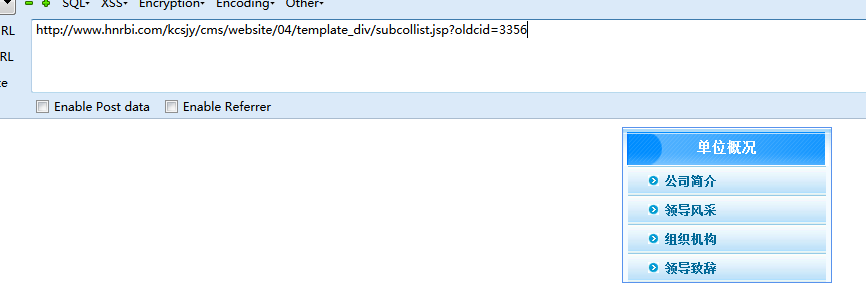 SQL▾ XSS▾ Encryption▾ Encoding▾ Other▾
RL
http://www.hnrbi.com/kcsjy/cms/website/04/template_div/subcollist.jsp?oldcid=3356
RL
te
Enable Post data Enable Referrer
单位概况
公司简介
领导风采
组织机构
领导致辞